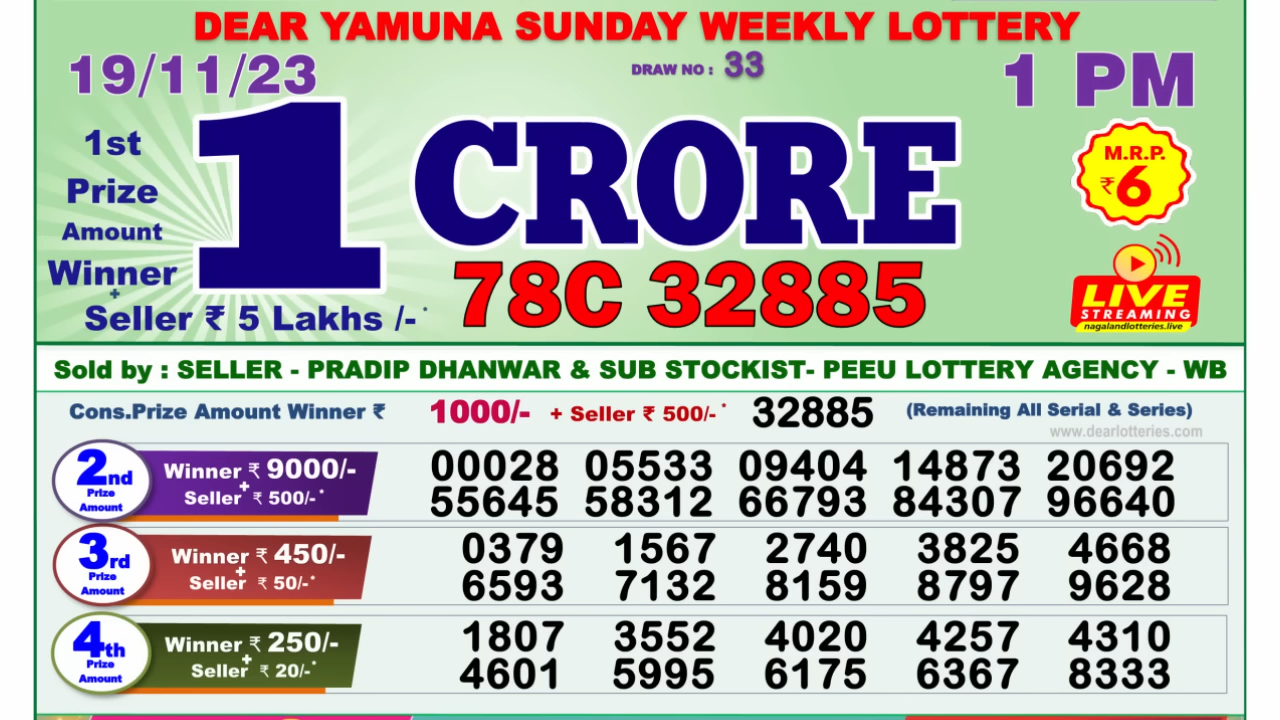 DEAR YAMUNA SUNDAY WEEKLY LOTTERY
19/11/23
DRAW NO : 33
1 PM
1st
Prize
Amount
Winner
+
Seller ₹ 5 Lakhs /-*
1 CRORE
78C 32885
M.R.P.
₹6
LIVE
STREAMING
nagalandlotteries.live
Sold by : SELLER - PRADIP DHANWAR & SUB STOCKIST- PEEU LOTTERY AGENCY - WB
Cons.Prize Amount Winner ₹ 1000/- + Seller ₹ 500/-* 32885 (Remaining All Serial & Series)
www.dearlotteries.com
2nd
Prize
Amount
Winner ₹ 9000/-
+
Seller ₹ 500/-*
00028 05533 09404 14873 20692
55645 58312 66793 84307 96640
3rd
Prize
Amount
Winner ₹ 450/-
+
Seller ₹ 50/-*
0379 1567 2740 3825 4668
6593 7132 8159 8797 9628
4th
Prize
Amount
Winner ₹ 250/-
+
Seller ₹ 20/-*
1807 3552 4020 4257 4310
4601 5995 6175 6367 8333